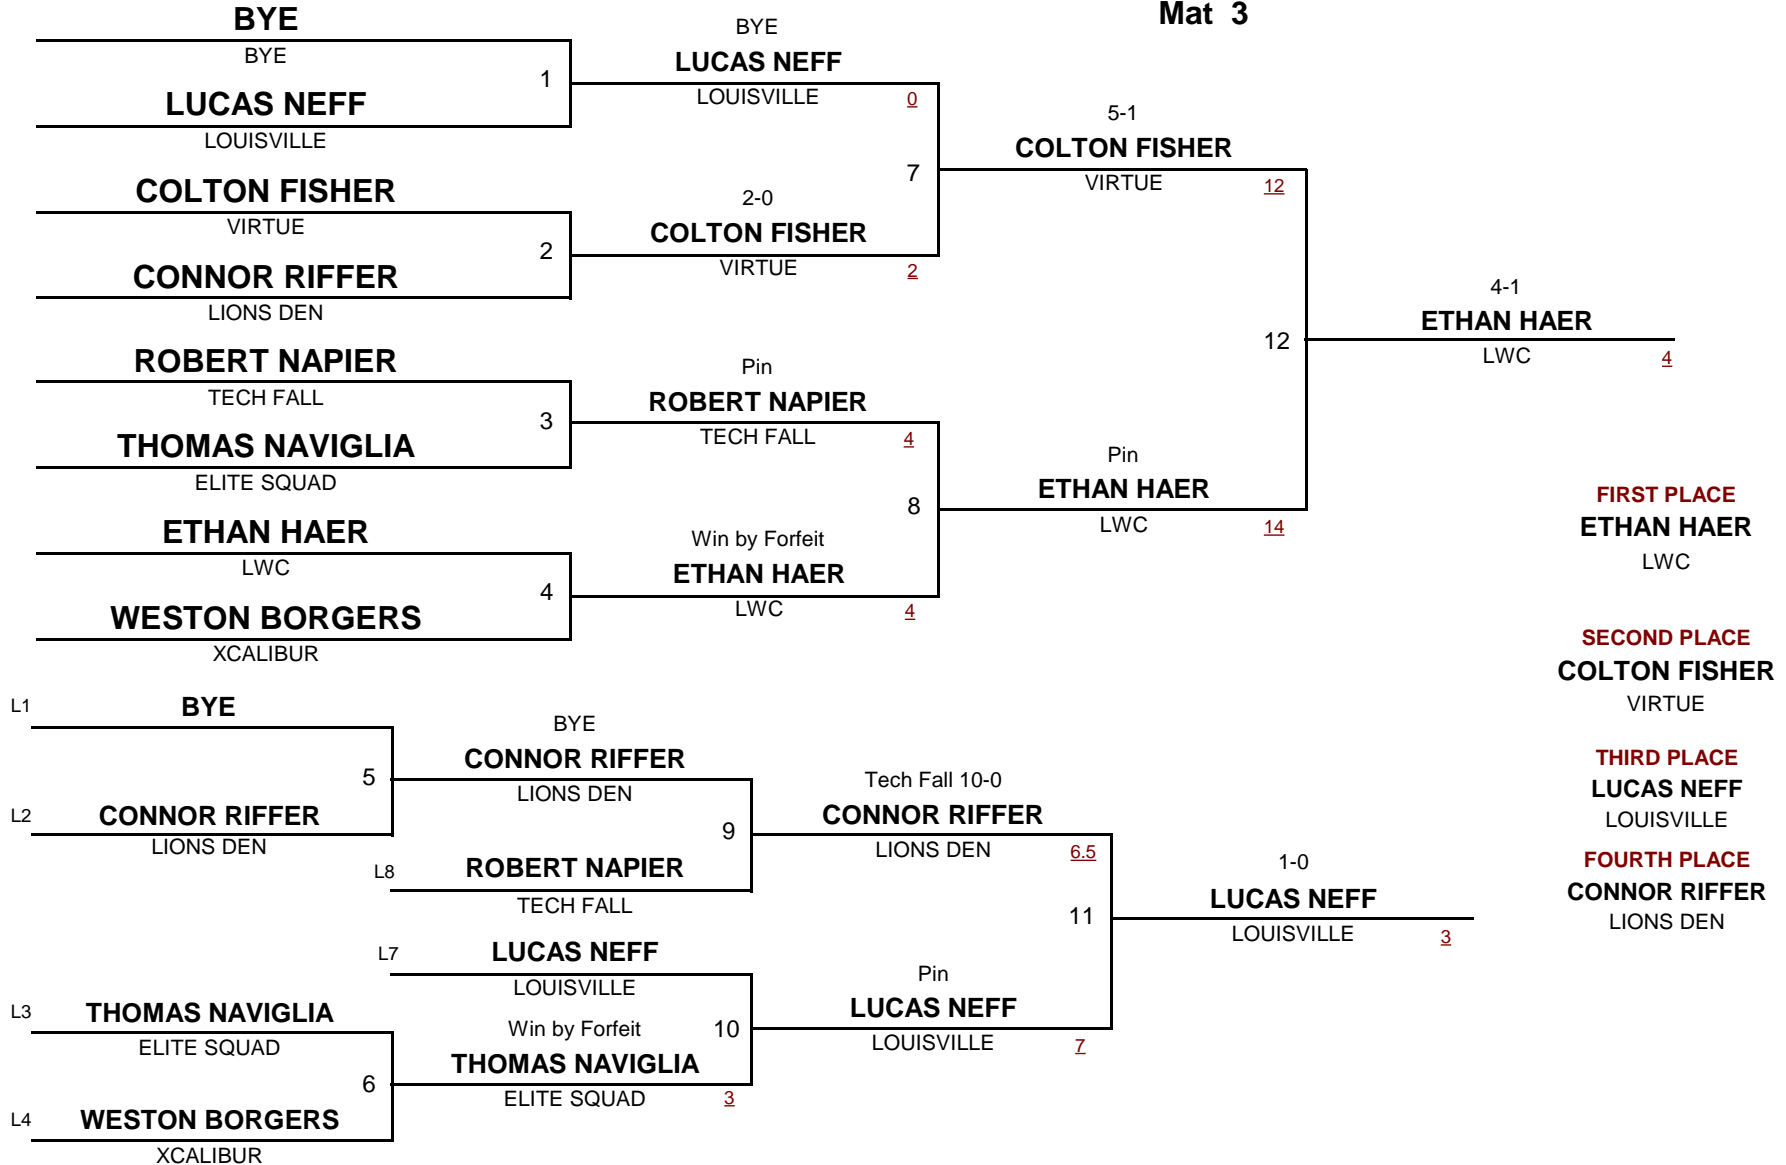 Mat 3
BYE
BYE
1
LUCAS NEFF
LOUISVILLE
COLTON FISHER
VIRTUE
2
CONNOR RIFFER
LIONS DEN
ROBERT NAPIER
TECH FALL
3
THOMAS NAVIGLIA
ELITE SQUAD
ETHAN HAER
LWC
4
WESTON BORGERS
XCALIBUR
BYE
LUCAS NEFF
LOUISVILLE 0
7
2-0
COLTON FISHER
VIRTUE 2
Pin
ROBERT NAPIER
TECH FALL 4
8
Win by Forfeit
ETHAN HAER
LWC 4
5-1
COLTON FISHER
VIRTUE 12
12
Pin
ETHAN HAER
LWC 14
4-1
ETHAN HAER
LWC 4
FIRST PLACE
ETHAN HAER
LWC
SECOND PLACE
COLTON FISHER
VIRTUE
THIRD PLACE
LUCAS NEFF
LOUISVILLE
FOURTH PLACE
CONNOR RIFFER
LIONS DEN
L1 BYE
5
L2 CONNOR RIFFER
LIONS DEN
L3 THOMAS NAVIGLIA
ELITE SQUAD
6
L4 WESTON BORGERS
XCALIBUR
BYE
CONNOR RIFFER
LIONS DEN
9
L8 ROBERT NAPIER
TECH FALL
L7 LUCAS NEFF
LOUISVILLE
Win by Forfeit 10
THOMAS NAVIGLIA
ELITE SQUAD 3
Tech Fall 10-0
CONNOR RIFFER
LIONS DEN 6.5
11
Pin
LUCAS NEFF
LOUISVILLE 7
1-0
LUCAS NEFF
LOUISVILLE 3